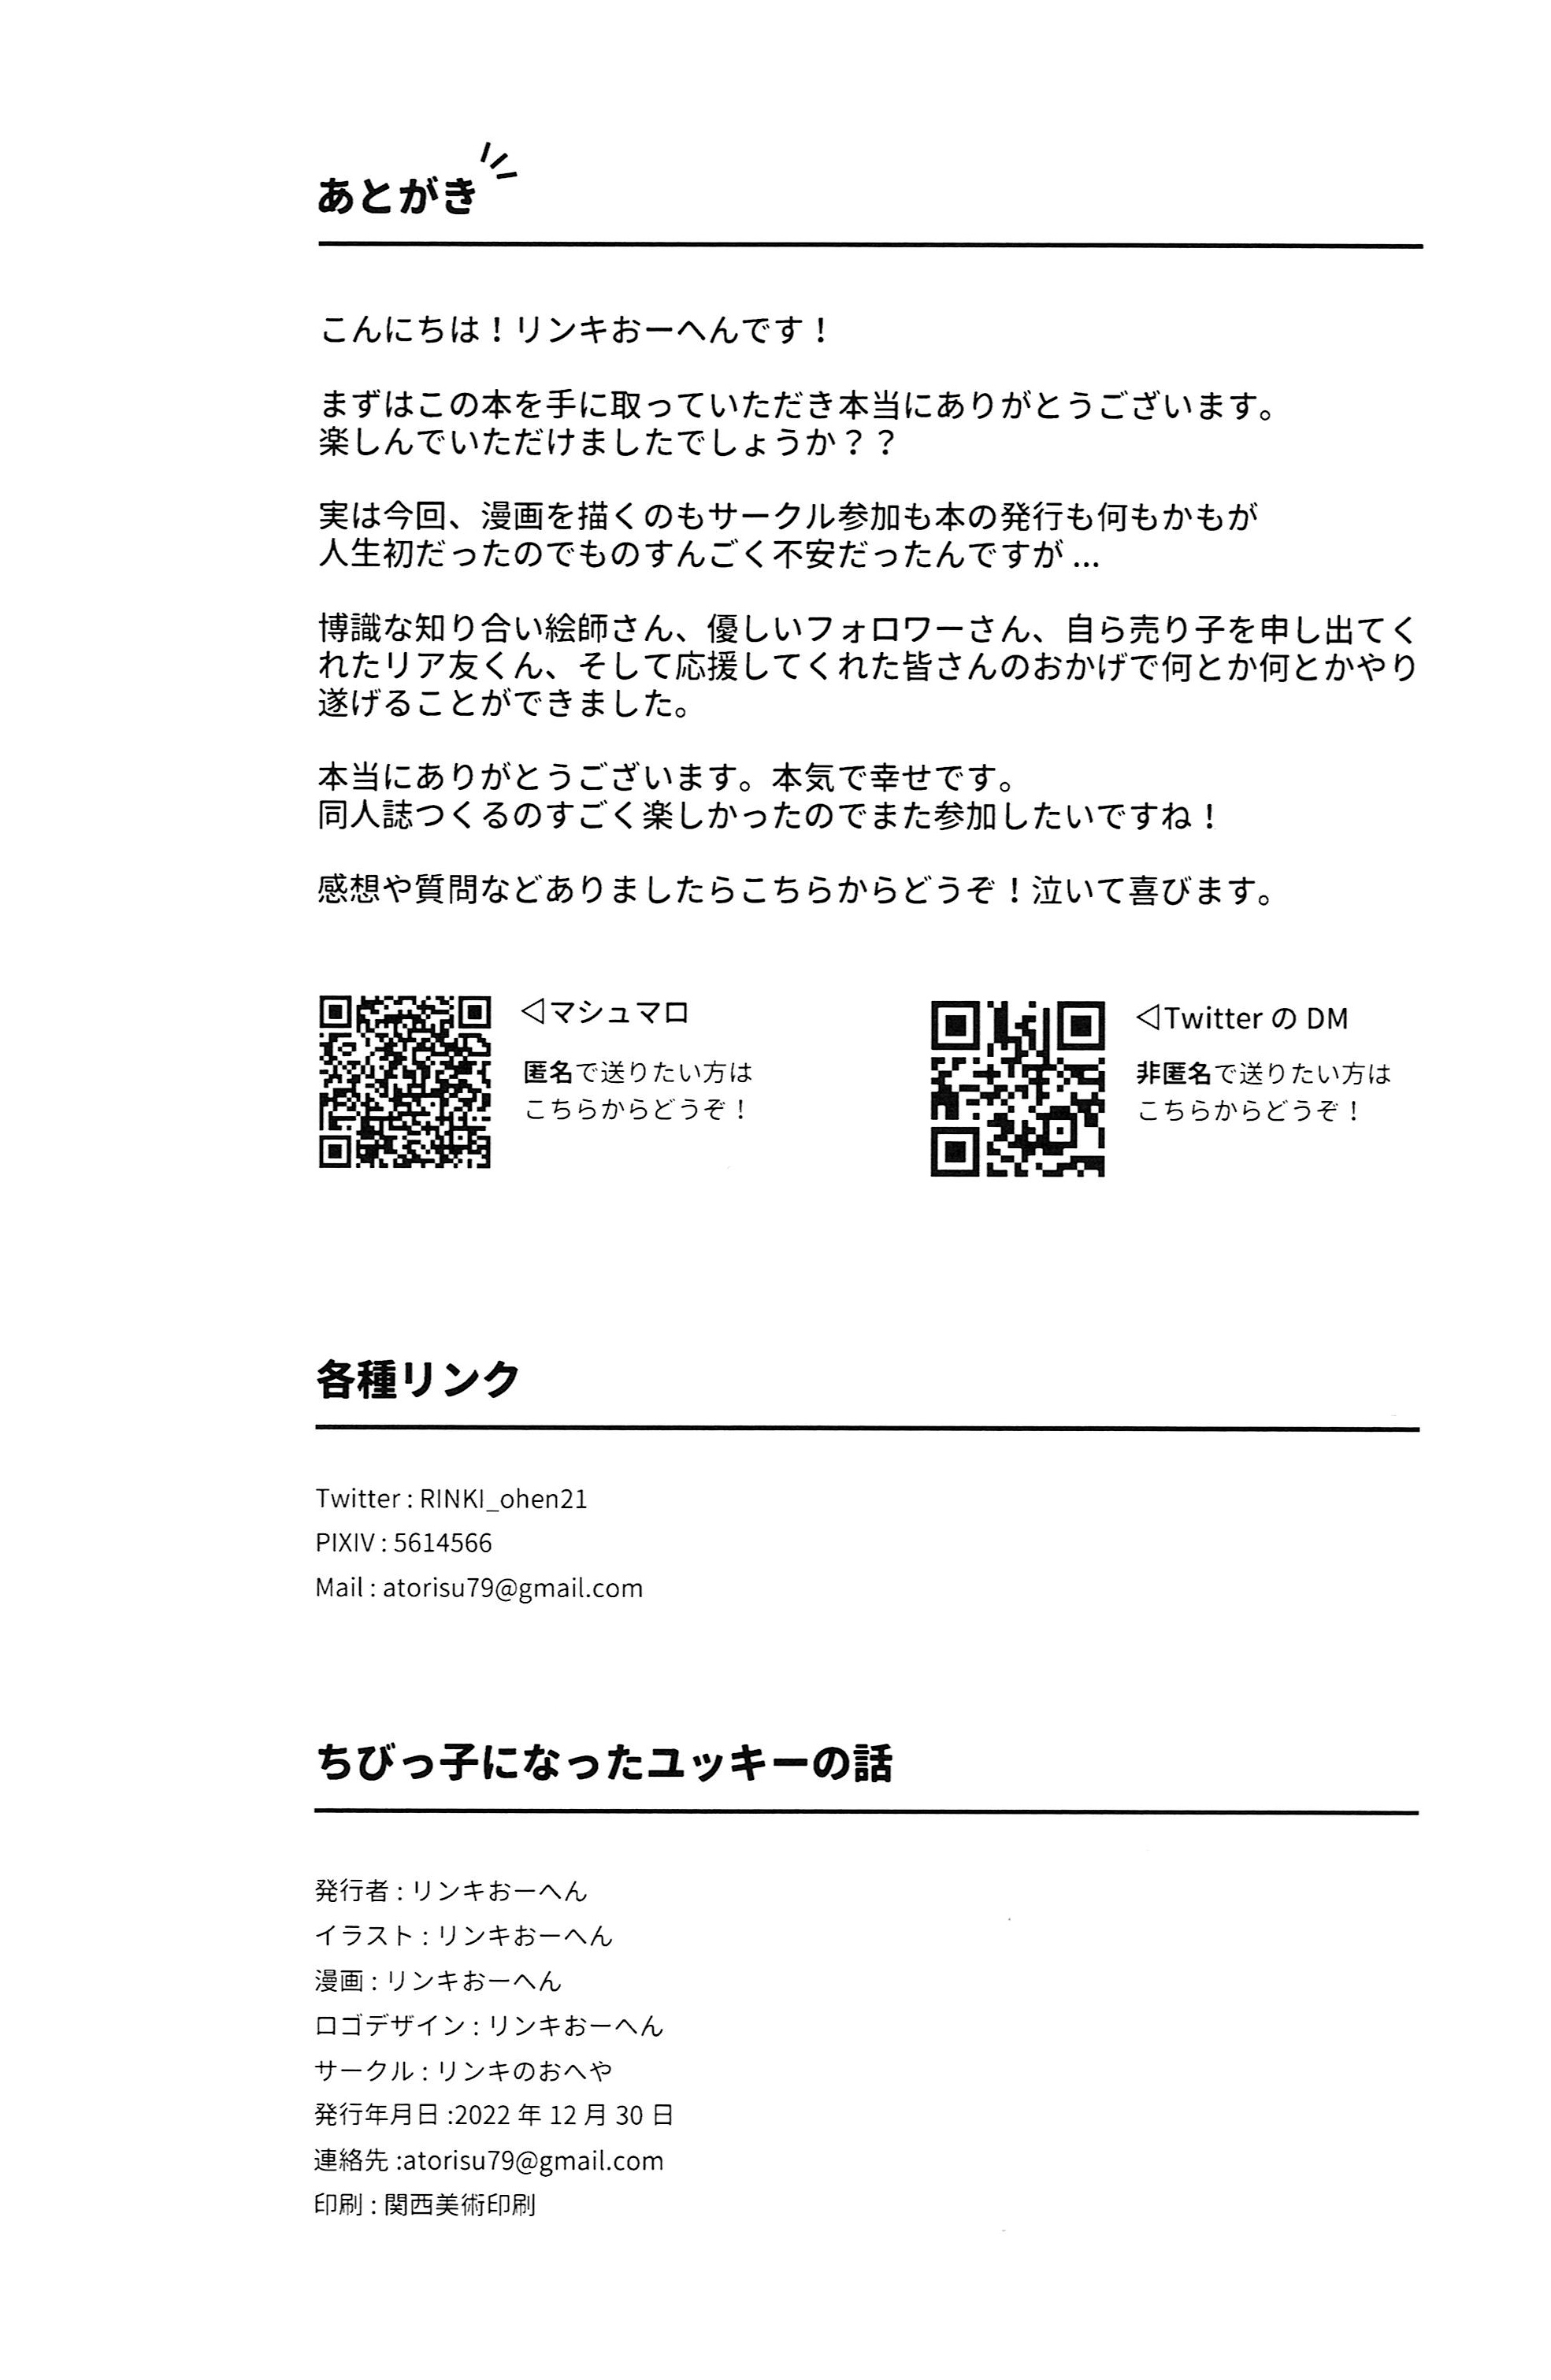 あとがき
こんにちは！リンキおーへんです！
まずはこの本を手に取っていただき本当にありがとうございます。
楽しんでいただけましたでしょうか？？
実は今回、漫画を描くのもサークル参加も本の発行も何もかもが
人生初だったのでものすんごく不安だったんですが ...
博識な知り合い絵師さん、優しいフォロワーさん、自ら売り子を申し出てく
れたリア友くん、そして応援してくれた皆さんのおかげで何とか何とかやり
遂げることができました。
本当にありがとうございます。本気で幸せです。
同人誌つくるのすごく楽しかったのでまた参加したいですね！
感想や質問などありましたらこちらからどうぞ！泣いて喜びます。
◁マシュマロ
匿名で送りたい方は
こちらからどうぞ！
◁Twitter の DM
非匿名で送りたい方は
こちらからどうぞ！
各種リンク
Twitter : RINKI_ohen21
PIXIV : 5614566
Mail : atorisu79@gmail.com
ちびっ子になったユッキーの話
発行者 : リンキおーへん
イラスト : リンキおーへん
漫画 : リンキおーへん
ロゴデザイン : リンキおーへん
サークル : リンキのおへや
発行年月日 :2022 年 12 月 30 日
連絡先 :atorisu79@gmail.com
印刷 : 関西美術印刷